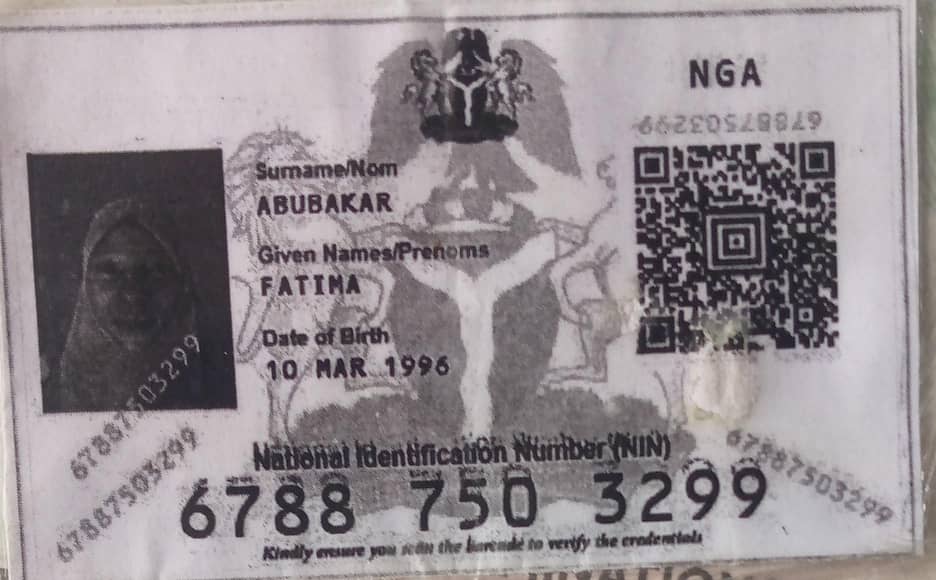 NGA
67887503299
Surname/Nom
ABUBAKAR
Given Names/Prenoms
FATIMA
Date of Birth
10 MAR 1996
67887503299
67887503299
67887503299
National Identification Number (NIN)
6788 750 3299
Kindly ensure you scan the barcode to verify the credentials